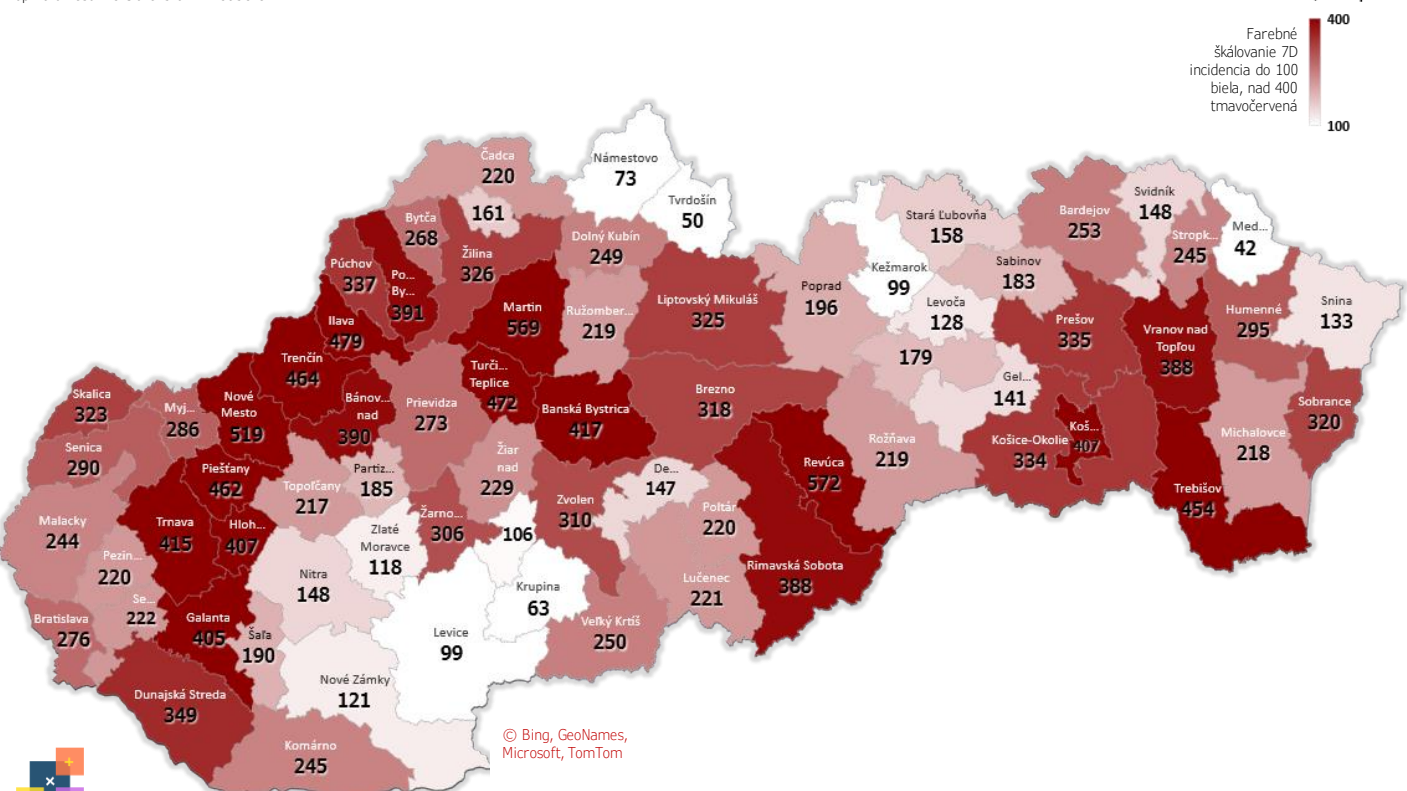 400
Farebné
škálovanie 7D
incidencia do 100
biela, nad 400
tmavočervená
100
Čadca
220
Námestovo
73
Tvrdošín
50
161
Bytča
268
Žilina
326
Dolný Kubín
249
Stará Ľubovňa
158
Bardejov
253
Svidník
148
Stropk...
245
Med...
42
Púchov
337
Po...
By...
391
Martin
569
Ružomber...
219
Liptovský Mikuláš
325
Poprad
196
Kežmarok
99
Sabinov
183
Levoča
128
Prešov
335
Vranov nad
Topľou
388
Humenné
295
Snina
133
Ilava
479
Trenčín
464
Turči...
Teplice
472
179
Gel...
141
Skalica
323
Myj...
286
Nové
Mesto
519
Bánov...
nad
390
Prievidza
273
Banská Bystrica
417
Brezno
318
Sobrance
320
Michalovce
218
Senica
290
Piešťany
462
Partiz...
185
Topoľčany
217
Žiar
nad
229
De...
147
Revúca
572
Rožňava
219
Košice-Okolie
334
Koš...
407
Trebišov
454
Malacky
244
Trnava
415
Hloh...
407
Zlaté
Moravce
118
Žarno...
306
106
Zvolen
310
Poltár
220
Pezin...
220
Nitra
148
Krupina
63
Lučenec
221
Rimavská Sobota
388
Se...
222
Bratislava
276
Galanta
405
Šaľa
190
Levice
99
Veľký Krtíš
250
Dunajská Streda
349
Nové Zámky
121
Komárno
245
© Bing, GeoNames,
Microsoft, TomTom